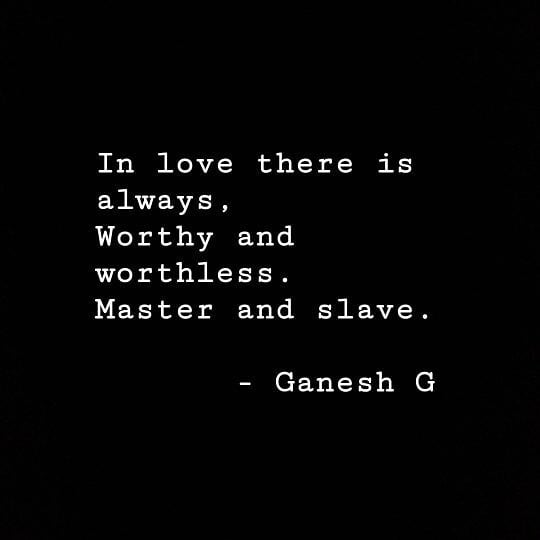 In love there is
always,
Worthy and
worthless.
Master and slave.
- Ganesh G